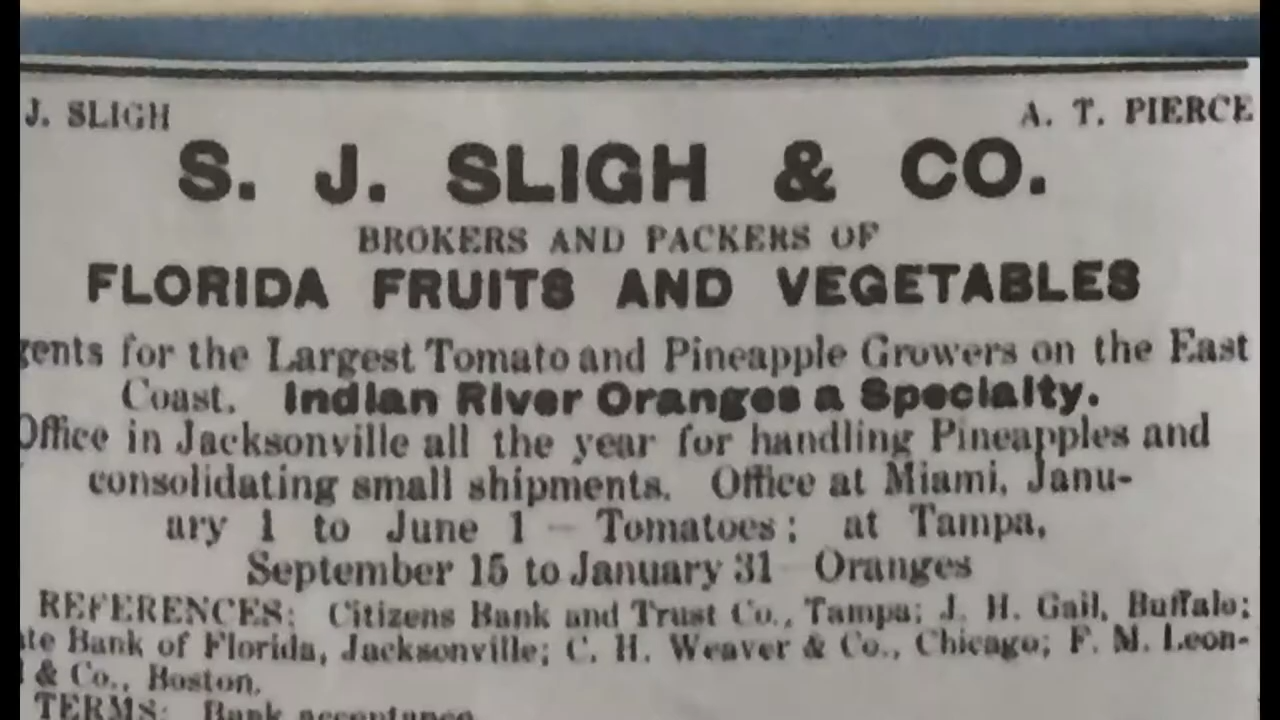 J. SLIGH A. T. PIERCE
S. J. SLIGH & CO.
BROKERS AND PACKERS OF
FLORIDA FRUITS AND VEGETABLES
gents for the Largest Tomato and Pineapple Growers on the East
Coast. Indian River Oranges a Specialty.
Office in Jacksonville all the year for handling Pineapples and
consolidating small shipments. Office at Miami, Janu-
ary 1 to June 1 — Tomatoes; at Tampa,
September 15 to January 31 Oranges
REFERENCES: Citizens Bank and Trust Co., Tampa; J. H. Gail, Buffalo;
te Bank of Florida, Jacksonville; C. H. Weaver & Co., Chicago; F. M. Leon-
& Co., Boston.
TERMS: Bank acceptance